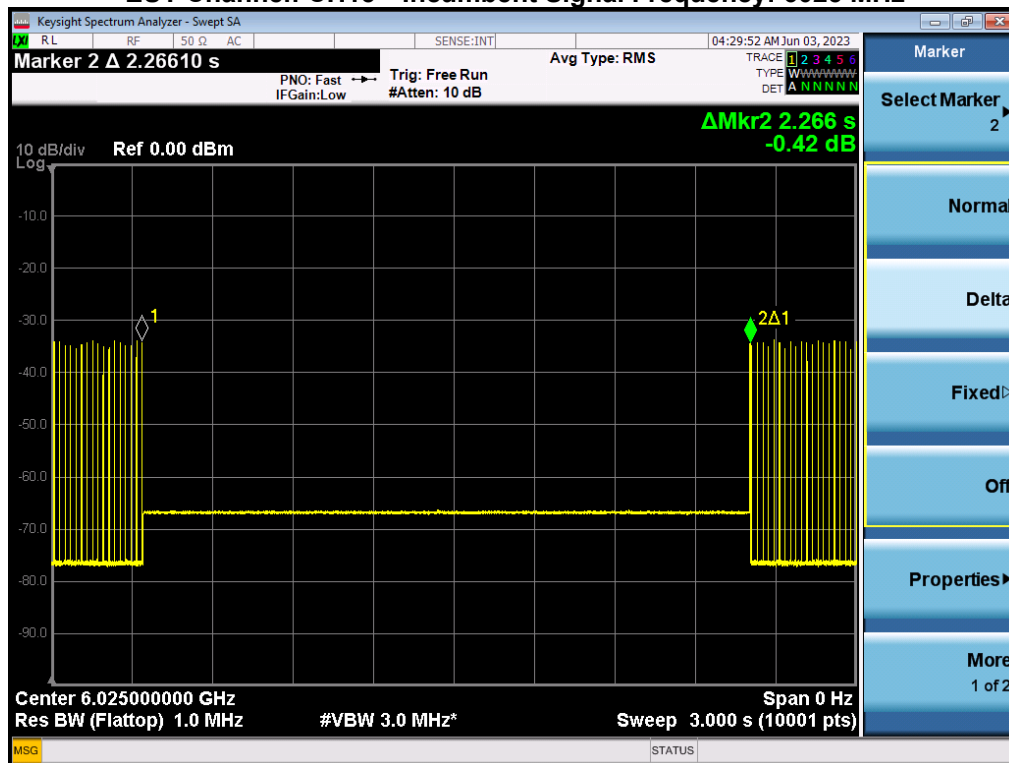 Keysight Spectrum Analyzer - Swept SA
LXI RL RF 50 Ω AC SENSE:INT 04:29:52 AM Jun 03, 2023
Marker 2 Δ 2.26610 s
PNO: Fast
IFGain:Low
Trig: Free Run
#Atten: 10 dB
Avg Type: RMS
TRACE 1 2 3 4 5 6
TYPE WWWWWW
DET A N N N N N
ΔMkr2 2.266 s
-0.42 dB
10 dB/div Ref 0.00 dBm
Log
-10.0
-20.0
-30.0
-40.0
-50.0
-60.0
-70.0
-80.0
-90.0
1
2Δ1
Center 6.025000000 GHz Span 0 Hz
Res BW (Flattop) 1.0 MHz #VBW 3.0 MHz* Sweep 3.000 s (10001 pts)
MSG STATUS
Marker
Select Marker
2
Normal
Delta
Fixed
Off
Properties
More
1 of 2